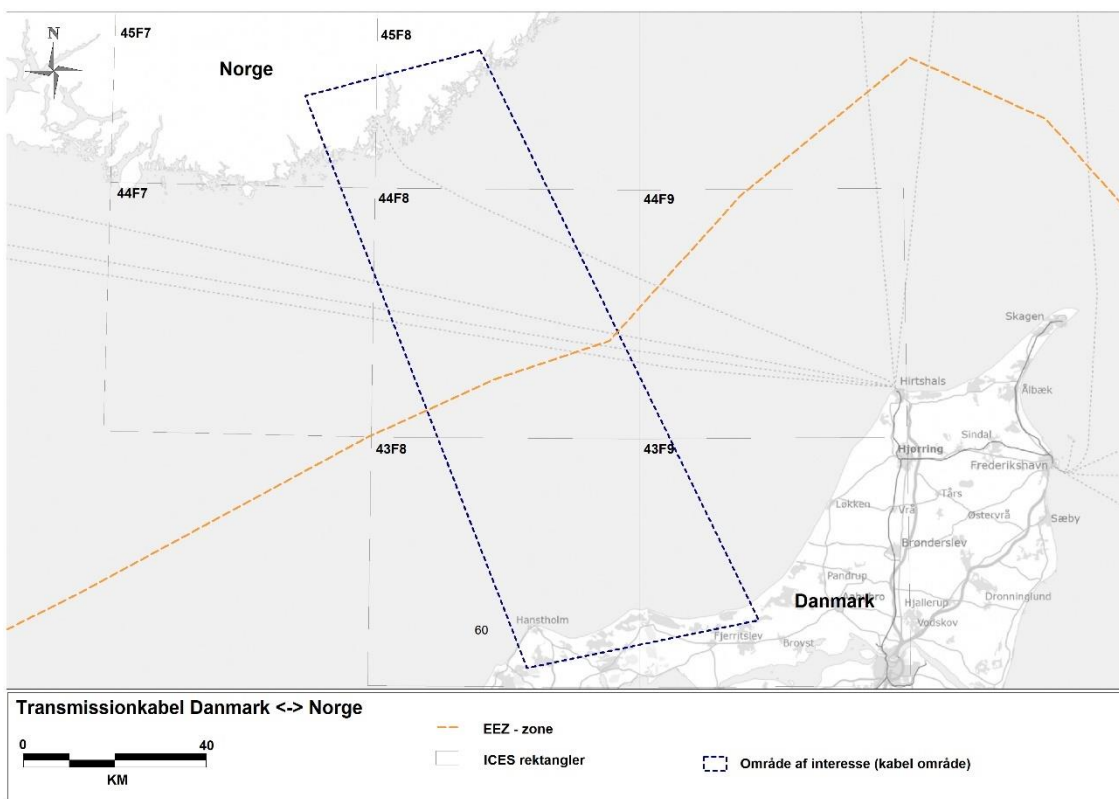 45F7
45F8
N
Norge
44F7
44F8
44F9
Skagen
Hirtshals
Ålbæk
43F8
43F9
Sindal
Hjørring
Frederikshavn
Løkken
Tårs
Vrå
Østervrå
Sæby
Brønderslev
Pandrup
Dronninglund
Aabybro
Hjallerup
Danmark
Vodskov
Hanstholm
60
Fjerritslev
Brovst
Transmissionkabel Danmark <-> Norge
0 40
KM
EEZ - zone
ICES rektangler
Område af interesse (kabel område)